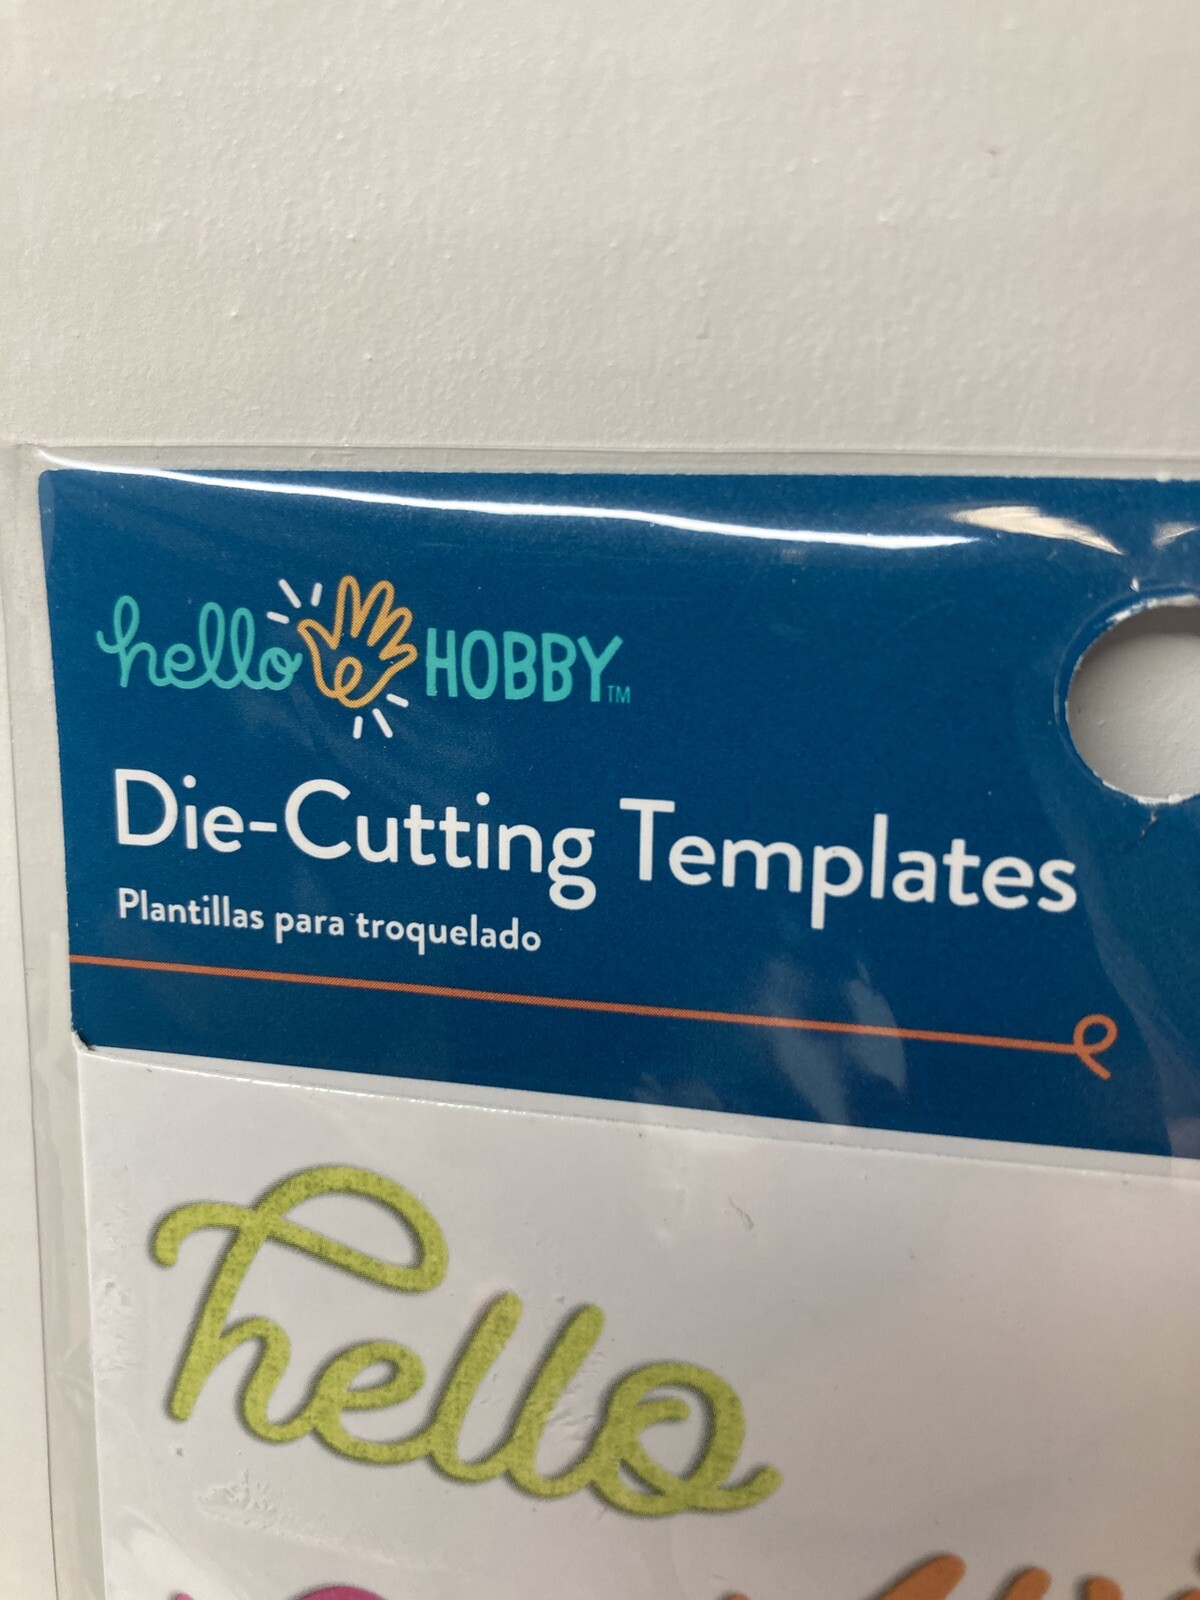 hello HOBBY™
Die-Cutting Templates
Plantillas para troquelado
hello